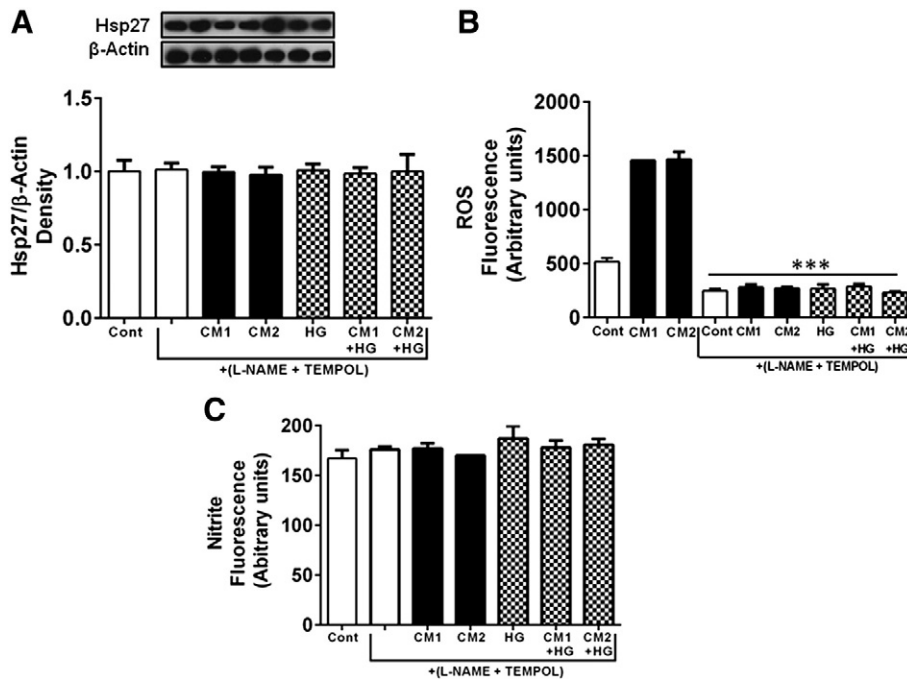 A
Hsp27
β-Actin
Hsp27/β-Actin
Density
1.5
1.0
0.5
0.0
Cont - CM1 CM2 HG CM1 CM2
+HG +HG
+(L-NAME + TEMPOL)
B
ROS
Fluorescence
(Arbitrary units)
2000
1500
1000
500
0
***
Cont CM1 CM2 Cont CM1 CM2 HG CM1 CM2
+HG +HG
+(L-NAME + TEMPOL)
C
Nitrite
Fluorescence
(Abitrary units)
200
150
100
50
0
Cont - CM1 CM2 HG CM1 CM2
+HG +HG
+(L-NAME + TEMPOL)